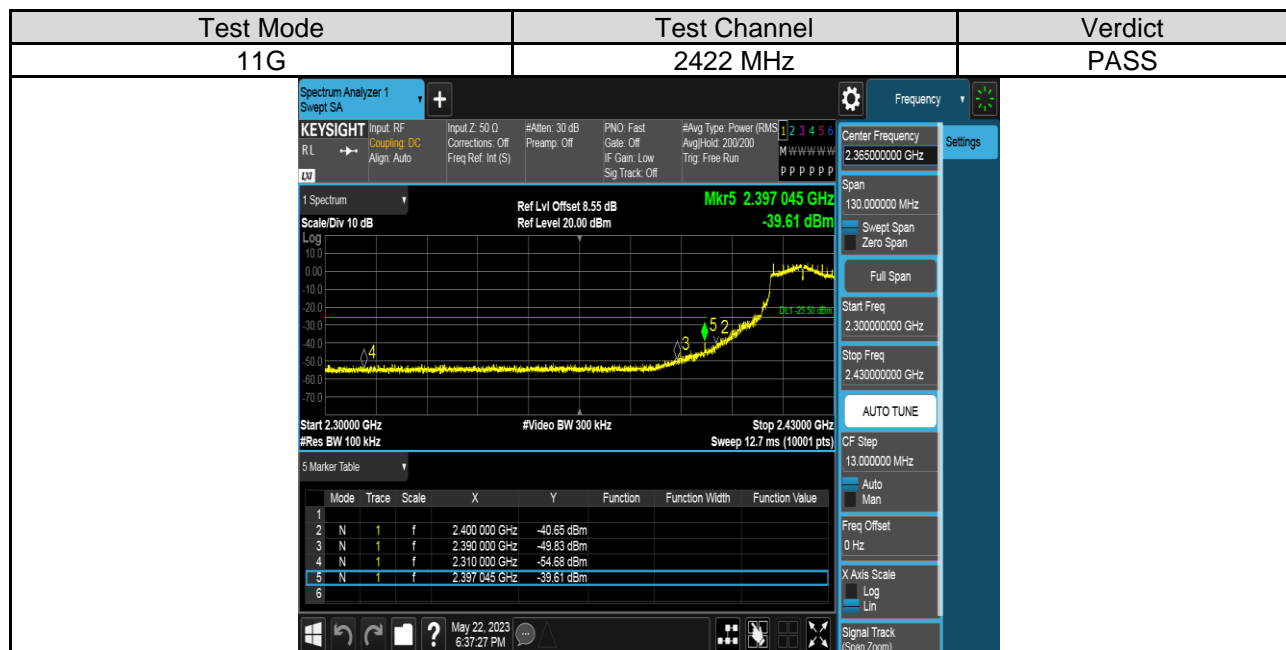 Test Mode Test Channel Verdict
11G 2422 MHz PASS
Spectrum Analyzer 1
Swept SA
+
Frequency
KEYSIGHT Input: RF Input Z: 50 Ω #Atten: 30 dB PNO: Fast #Avg Type: Power (RMS 1 2 3 4 5 6
RL Coupling: DC Corrections: Off Preamp: Off Gate: Off Avg|Hold: 200/200 M W W W W W
Align: Auto Freq Ref: Int (S) IF Gain: Low Trig: Free Run
LXI Sig Track: Off P P P P P P
1 Spectrum
Ref Lvl Offset 8.55 dB Mkr5 2.397 045 GHz
Scale/Div 10 dB Ref Level 20.00 dBm -39.61 dBm
Log
10.0
0.00
-10.0
-20.0
DL1 -25.50 dBm
-30.0
5 2
-40.0
3
4
-50.0
-60.0
-70.0
Start 2.30000 GHz #Video BW 300 kHz Stop 2.43000 GHz
#Res BW 100 kHz Sweep 12.7 ms (10001 pts)
5 Marker Table
Mode Trace Scale X Y Function Function Width Function Value
1
2 N 1 f 2.400 000 GHz -40.65 dBm
3 N 1 f 2.390 000 GHz -49.83 dBm
4 N 1 f 2.310 000 GHz -54.68 dBm
5 N 1 f 2.397 045 GHz -39.61 dBm
6
? May 22, 2023
6:37:27 PM
Center Frequency
2.365000000 GHz
Settings
Span
130.000000 MHz
Swept Span
Zero Span
Full Span
Start Freq
2.300000000 GHz
Stop Freq
2.430000000 GHz
AUTO TUNE
CF Step
13.000000 MHz
Auto
Man
Freq Offset
0 Hz
X Axis Scale
Log
Lin
Signal Track
(Span Zoom)